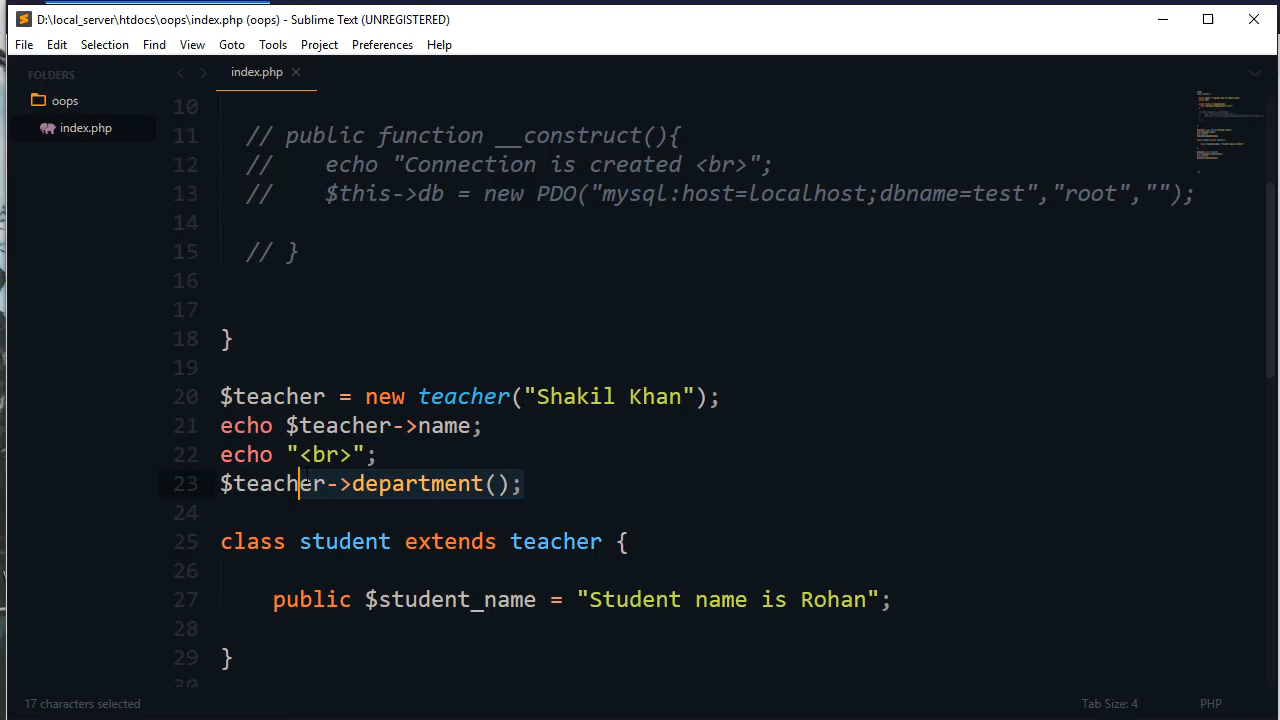 D:\local_server\htdocs\oops\index.php (oops) - Sublime Text (UNREGISTERED)
File Edit Selection Find View Goto Tools Project Preferences Help
FOLDERS
oops
index.php
index.php
10
11 // public function __construct(){
12 //    echo "Connection is created <br>";
13 //    $this->db = new PDO("mysql:host=localhost;dbname=test","root","");
14
15 // }
16
17
18 }
19
20 $teacher = new teacher("Shakil Khan");
21 echo $teacher->name;
22 echo "<br>";
23 $teacher->department();
24
25 class student extends teacher {
26
27     public $student_name = "Student name is Rohan";
28
29 }
30
17 characters selected
Tab Size: 4
PHP